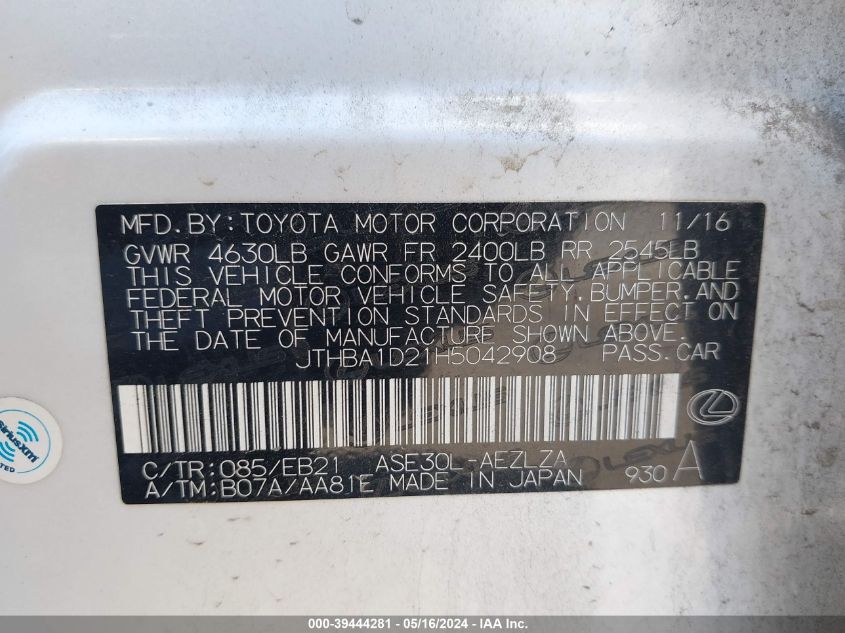 MFD.BY:TOYOTA MOTOR CORPORATION 11/16
GVWR 4630LB GAWR FR 2400LB RR 2545LB
THIS VEHICLE CONFORMS TO ALL APPLICABLE
FEDERAL MOTOR VEHICLE SAFETY,BUMPER,AND
THEFT PREVENTION STANDARDS IN EFFECT ON
THE DATE OF MANUFACTURE SHOWN ABOVE.
JTHBA1D21H5042908 PASS.CAR
C/TR:085/EB21 ASE30L-AEZLZA
A/TM:B07A/AA81E MADE IN JAPAN 930 A
siriusxm
000-39444281 - 05/16/2024 - IAA Inc.